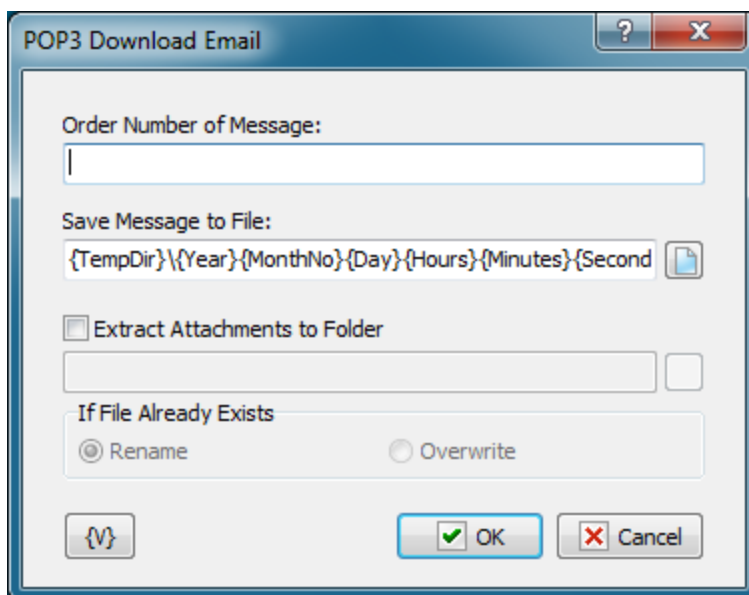 POP3 Download Email
?
Order Number of Message:
Save Message to File:
{TempDir}\{Year}{MonthNo}{Day}{Hours}{Minutes}{Second
Extract Attachments to Folder
If File Already Exists
Rename Overwrite
{V} OK Cancel